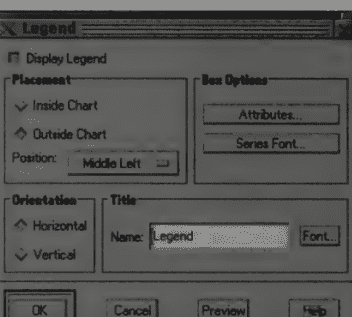 Legend
Display Legend
Placement
Inside Chart
Outside Chart
Position: Middle Left
Box Options
Attributes...
Series Font...
Orientation
Horizontal
Vertical
Title
Name: Legend Font...
OK Cancel Preview Help